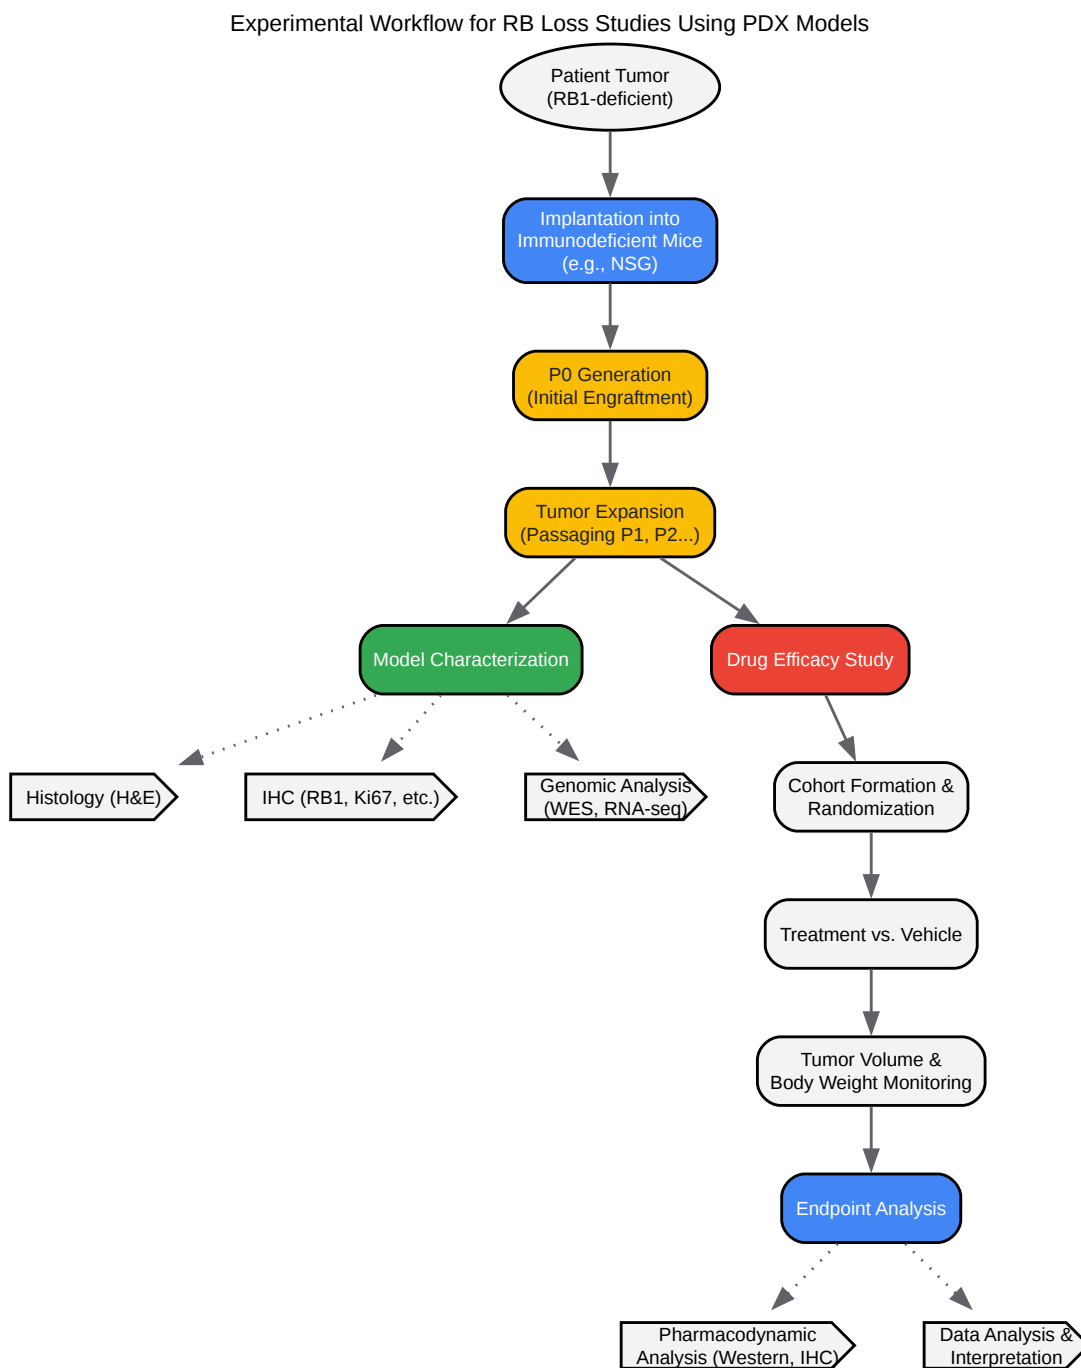 Experimental Workflow for RB Loss Studies Using PDX Models
Patient Tumor
(RB1-deficient)
Implantation into
Immunodeficient Mice
(e.g., NSG)
P0 Generation
(Initial Engraftment)
Tumor Expansion
(Passaging P1, P2...)
Model Characterization
Drug Efficacy Study
Histology (H&E)
IHC (RB1, Ki67, etc.)
Genomic Analysis
(WES, RNA-seq)
Cohort Formation &
Randomization
Treatment vs. Vehicle
Tumor Volume &
Body Weight Monitoring
Endpoint Analysis
Pharmacodynamic
Analysis (Western, IHC)
Data Analysis &
Interpretation